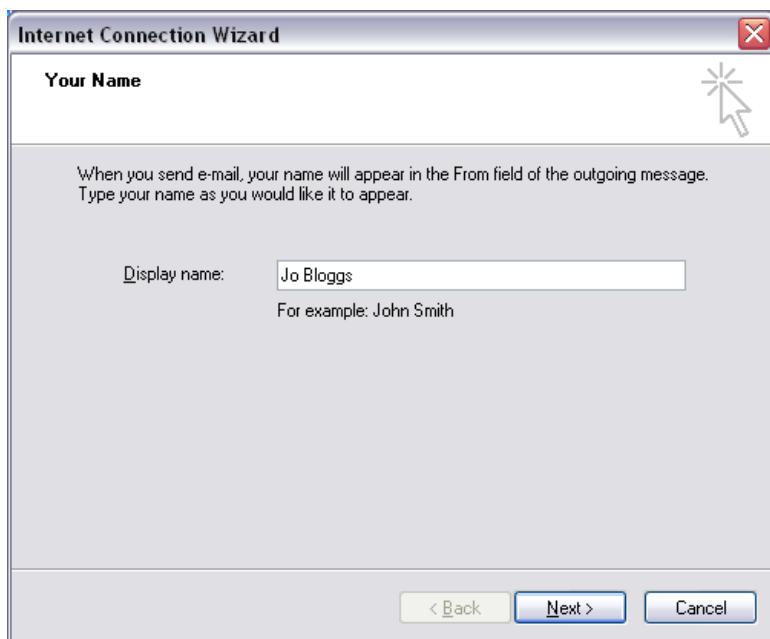 Internet Connection Wizard
Your Name
When you send e-mail, your name will appear in the From field of the outgoing message.
Type your name as you would like it to appear.
Display name: Jo Bloggs
For example: John Smith
< Back Next > Cancel